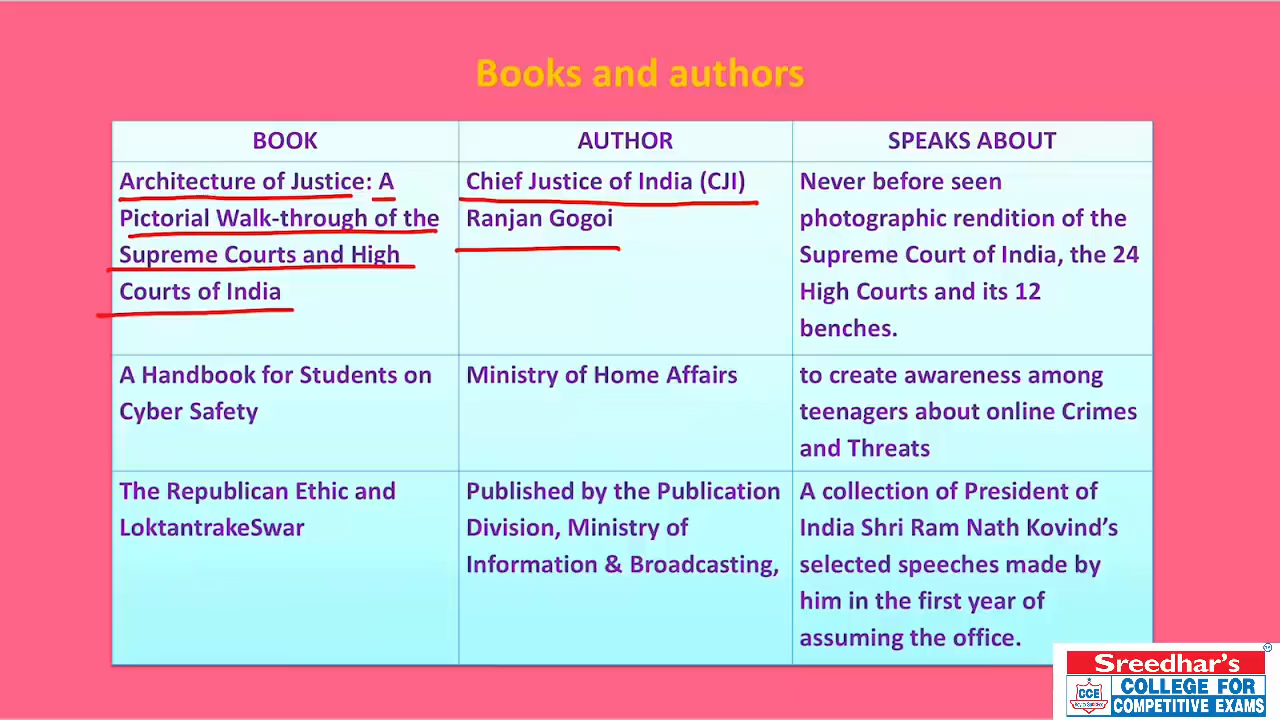 Books and authors
BOOK
AUTHOR
SPEAKS ABOUT
Architecture of Justice: A
Pictorial Walk-through of the
Supreme Courts and High
Courts of India
Chief Justice of India (CJI)
Ranjan Gogoi
Never before seen
photographic rendition of the
Supreme Court of India, the 24
High Courts and its 12
benches.
A Handbook for Students on
Cyber Safety
Ministry of Home Affairs
to create awareness among
teenagers about online Crimes
and Threats
The Republican Ethic and
LoktantrakeSwar
Published by the Publication
Division, Ministry of
Information & Broadcasting,
A collection of President of
India Shri Ram Nath Kovind’s
selected speeches made by
him in the first year of
assuming the office.
Sreedhar's
CCE
COLLEGE FOR
COMPETITIVE EXAMS